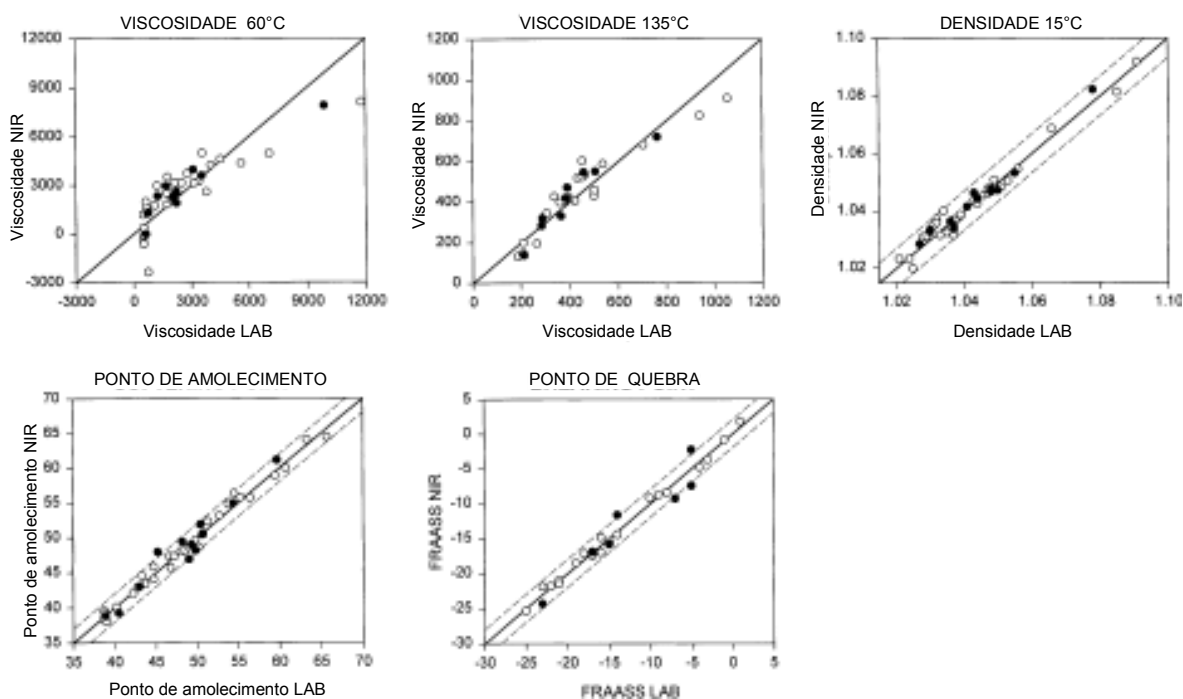 VISCOSIDADE 60°C
12000
9000
6000
3000
0
-3000
-3000 0 3000 6000 9000 12000
Viscosidade NIR
Viscosidade LAB
VISCOSIDADE 135°C
1200
1000
800
600
400
200
0
0 200 400 600 800 1000 1200
Viscosidade NIR
Viscosidade LAB
DENSIDADE 15°C
1.10
1.08
1.06
1.04
1.02
1.02 1.04 1.06 1.08 1.10
Densidade NIR
Densidade LAB
PONTO DE AMOLECIMENTO
70
65
60
55
50
45
40
35
35 40 45 50 55 60 65 70
Ponto de amolecimento NIR
Ponto de amolecimento LAB
PONTO DE QUEBRA
5
0
-5
-10
-15
-20
-25
-30
-30 -25 -20 -15 -10 -5 0 5
FRAASS NIR
FRAASS LAB